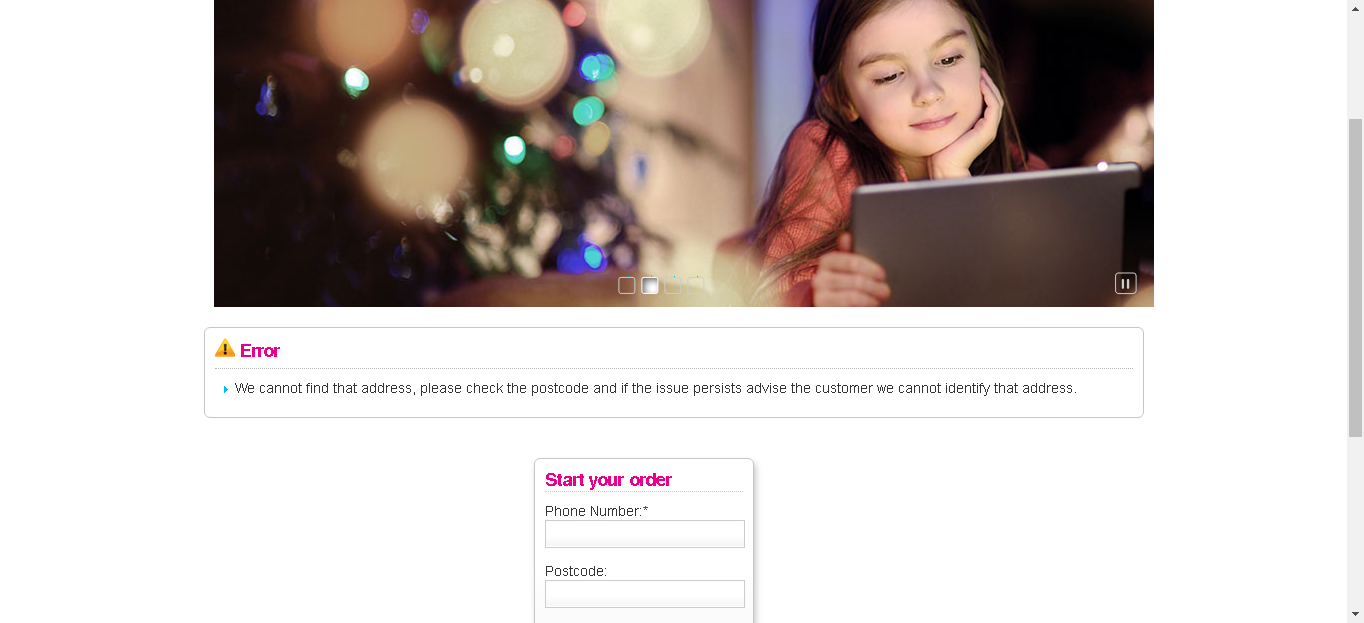 Error
We cannot find that address, please check the postcode and if the issue persists advise the customer we cannot identify that address.
Start your order
Phone Number:*
Postcode: